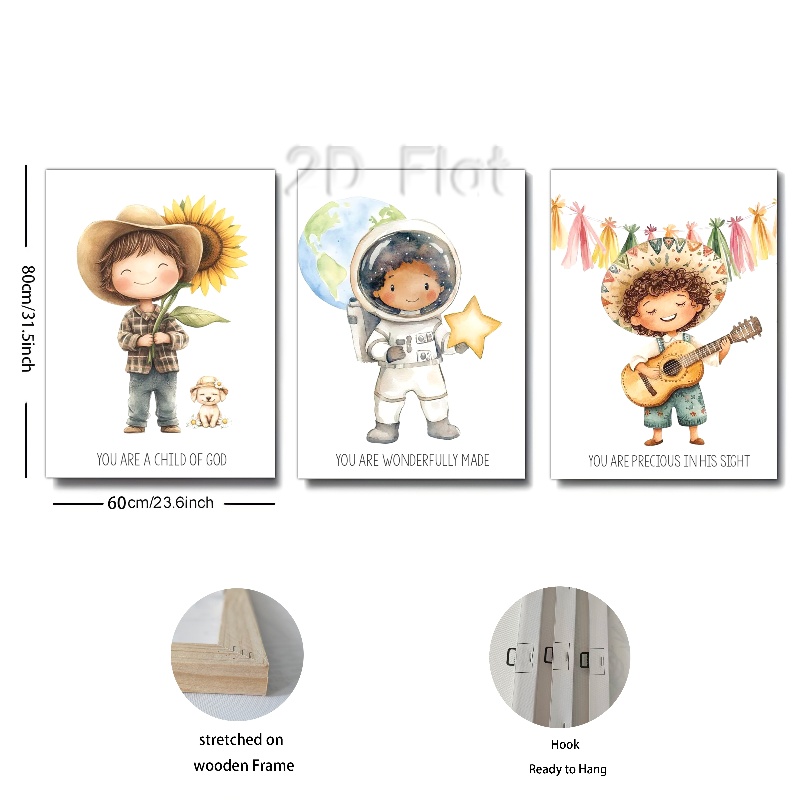 2D Flat
80cm/31.5inch
YOU ARE A CHILD OF GOD
YOU ARE WONDERFULLY MADE
YOU ARE PRECIOUS IN HIS SIGHT
60cm/23.6inch
stretched on
wooden Frame
Hook
Ready to Hang